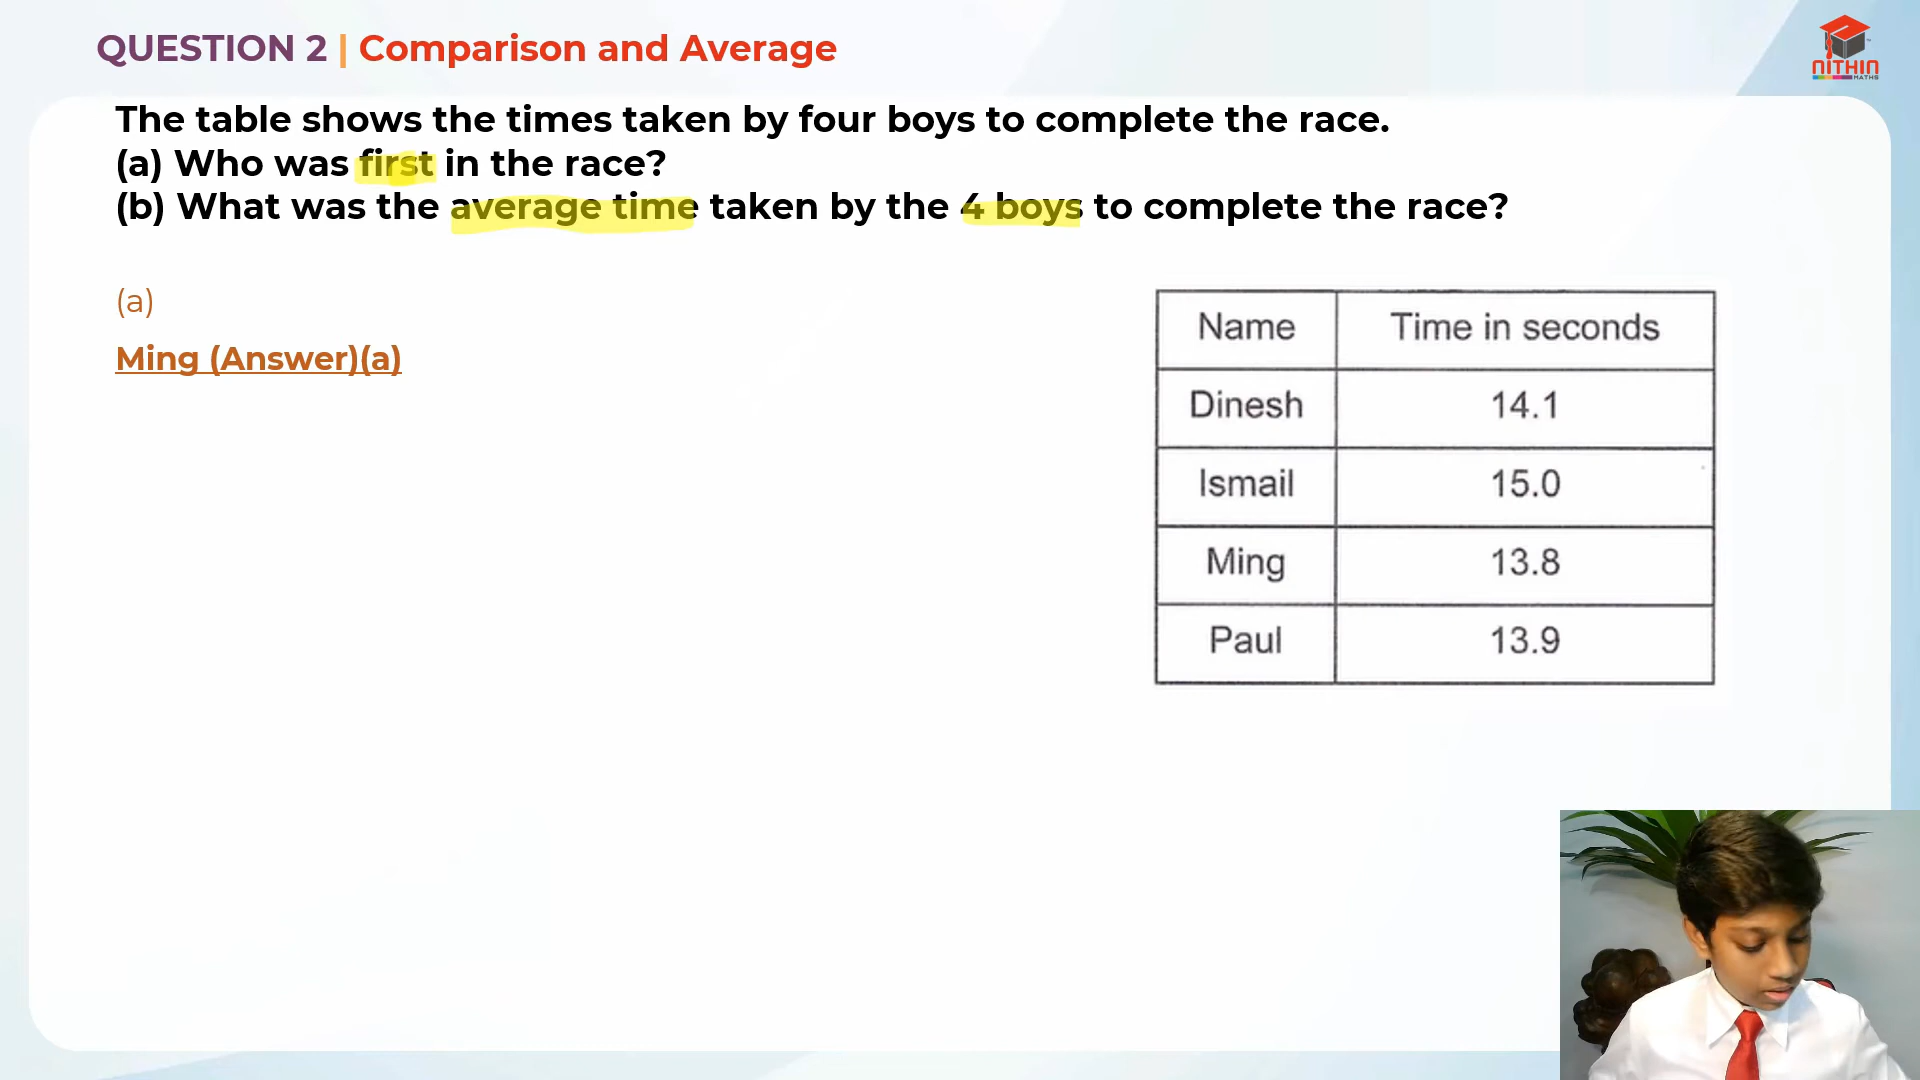 QUESTION 2 | Comparison and Average
NITHIN
MATHS
The table shows the times taken by four boys to complete the race.
(a) Who was first in the race?
(b) What was the average time taken by the 4 boys to complete the race?
(a)
Ming (Answer)(a)
Name Time in seconds
Dinesh 14.1
Ismail 15.0
Ming 13.8
Paul 13.9